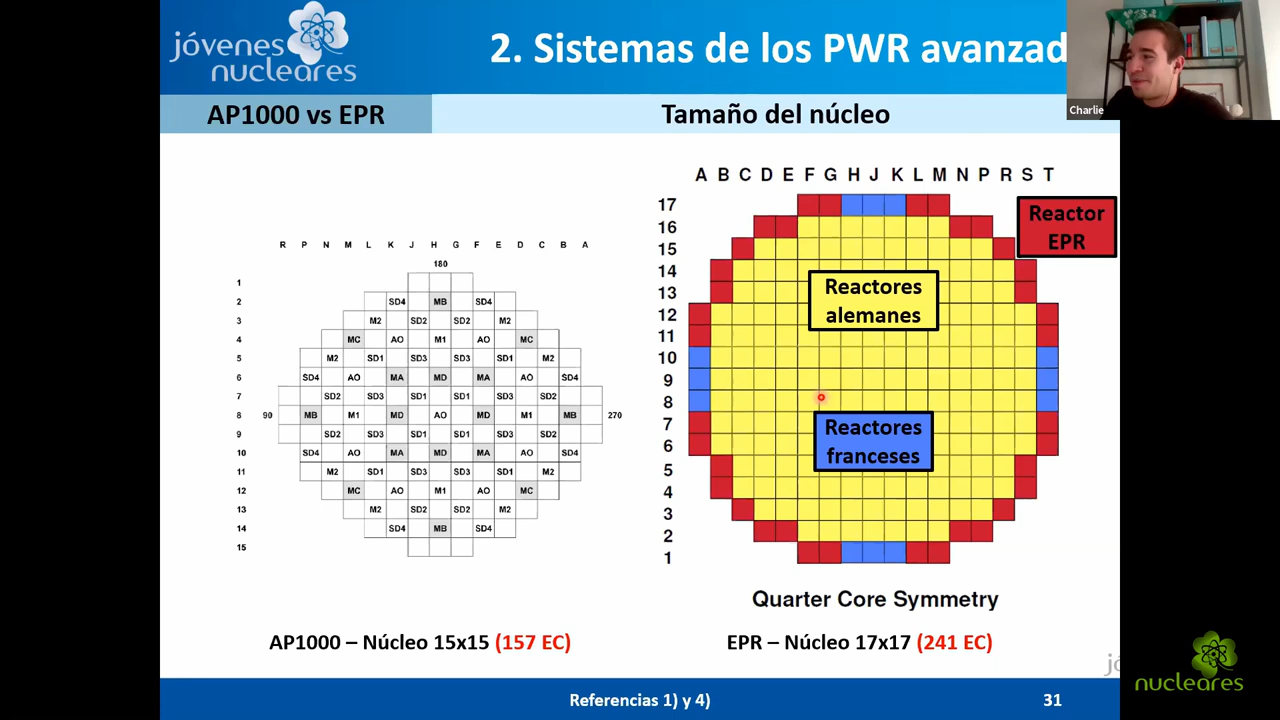 jóvenes
nucleares
2. Sistemas de los PWR avanzad
Charlie
AP1000 vs EPR
Tamaño del núcleo
R P N M L K J H G F E D C B A
180
1
2 SD4 MB SD4
3 M2 SD2 SD2 M2
4 MC AO M1 AO MC
5 M2 SD1 SD3 SD3 SD1 M2
6 SD4 AO MA MD MA AO SD4
7 SD2 SD3 SD1 SD1 SD3 SD2
90 8 MB M1 MD AO MD M1 MB 270
9 SD2 SD3 SD1 SD1 SD3 SD2
10 SD4 AO MA MD MA AO SD4
11 M2 SD1 SD3 SD3 SD1 M2
12 MC AO M1 AO MC
13 M2 SD2 SD2 M2
14 SD4 MB SD4
15
AP1000 – Núcleo 15x15 (157 EC)
A B C D E F G H J K L M N P R S T
17
16
15
14
13
12
11
10
9
8
7
6
5
4
3
2
1
Reactor
EPR
Reactores
alemanes
Reactores
franceses
Quarter Core Symmetry
EPR – Núcleo 17x17 (241 EC)
Referencias 1) y 4)
31
nucleares